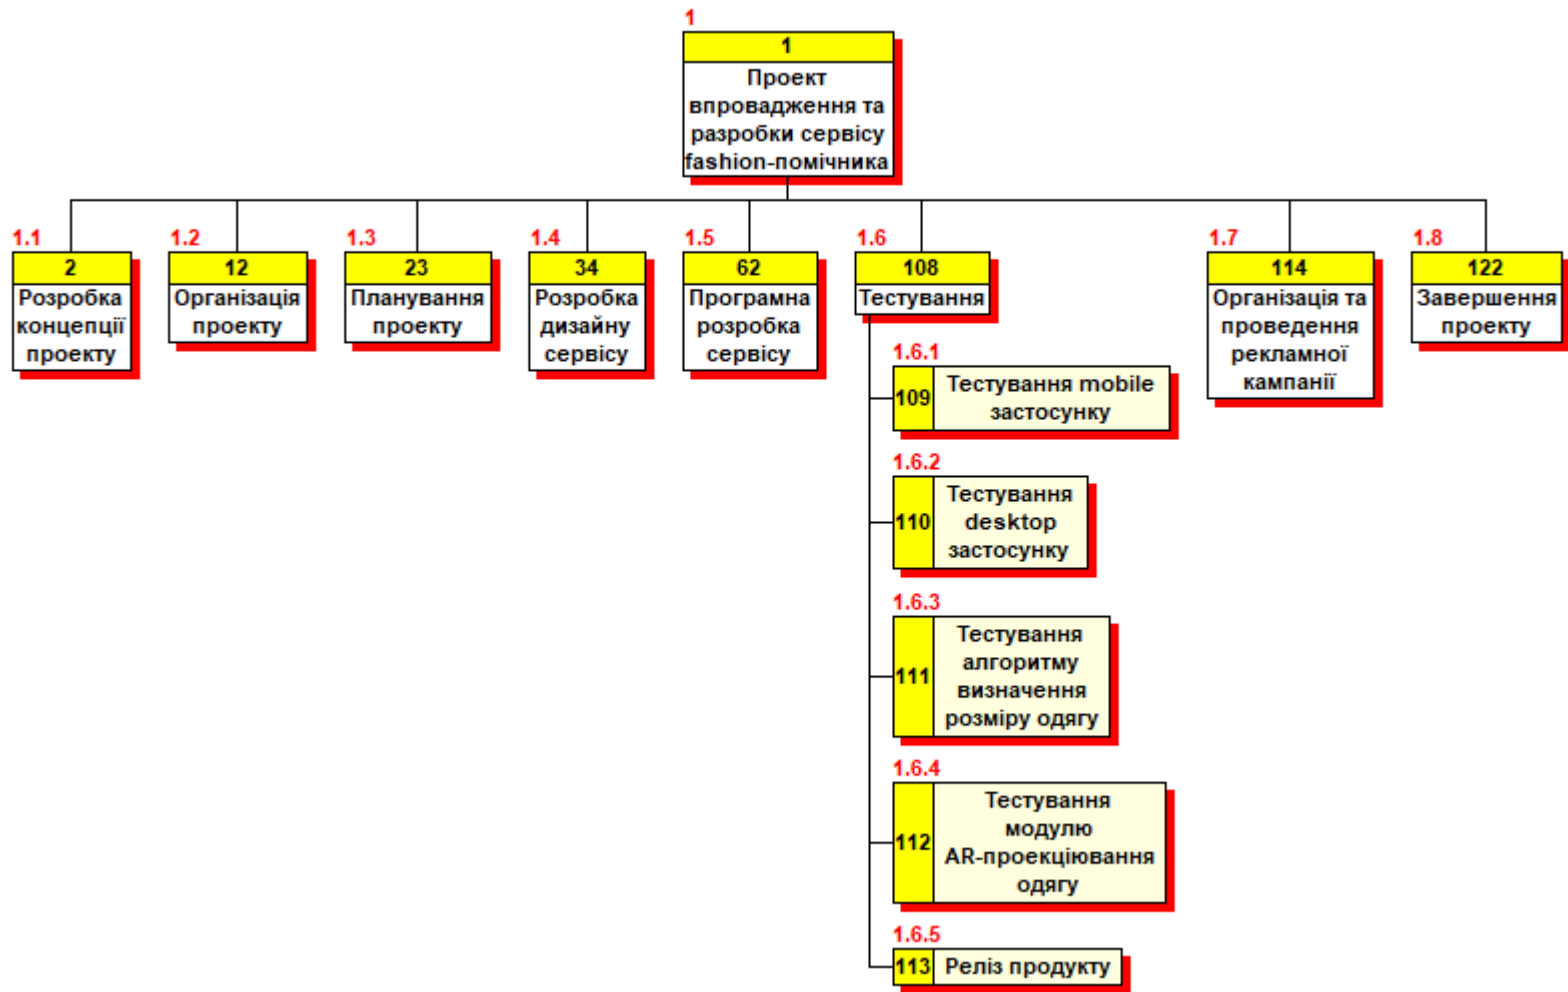 1
1
Проект
впровадження та
разробки сервісу
fashion-помічника
1.1
2
Розробка
концепції
проекту
1.2
12
Організація
проекту
1.3
23
Планування
проекту
1.4
34
Розробка
дизайну
сервісу
1.5
62
Програмна
розробка
сервісу
1.6
108
Тестування
1.6.1
109
Тестування mobile
застосунку
1.6.2
110
Тестування
desktop
застосунку
1.6.3
111
Тестування
алгоритму
визначення
розміру одягу
1.6.4
112
Тестування
модулю
AR-проекціювання
одягу
1.6.5
113
Реліз продукту
1.7
114
Організація та
проведення
рекламної
кампанії
1.8
122
Завершення
проекту